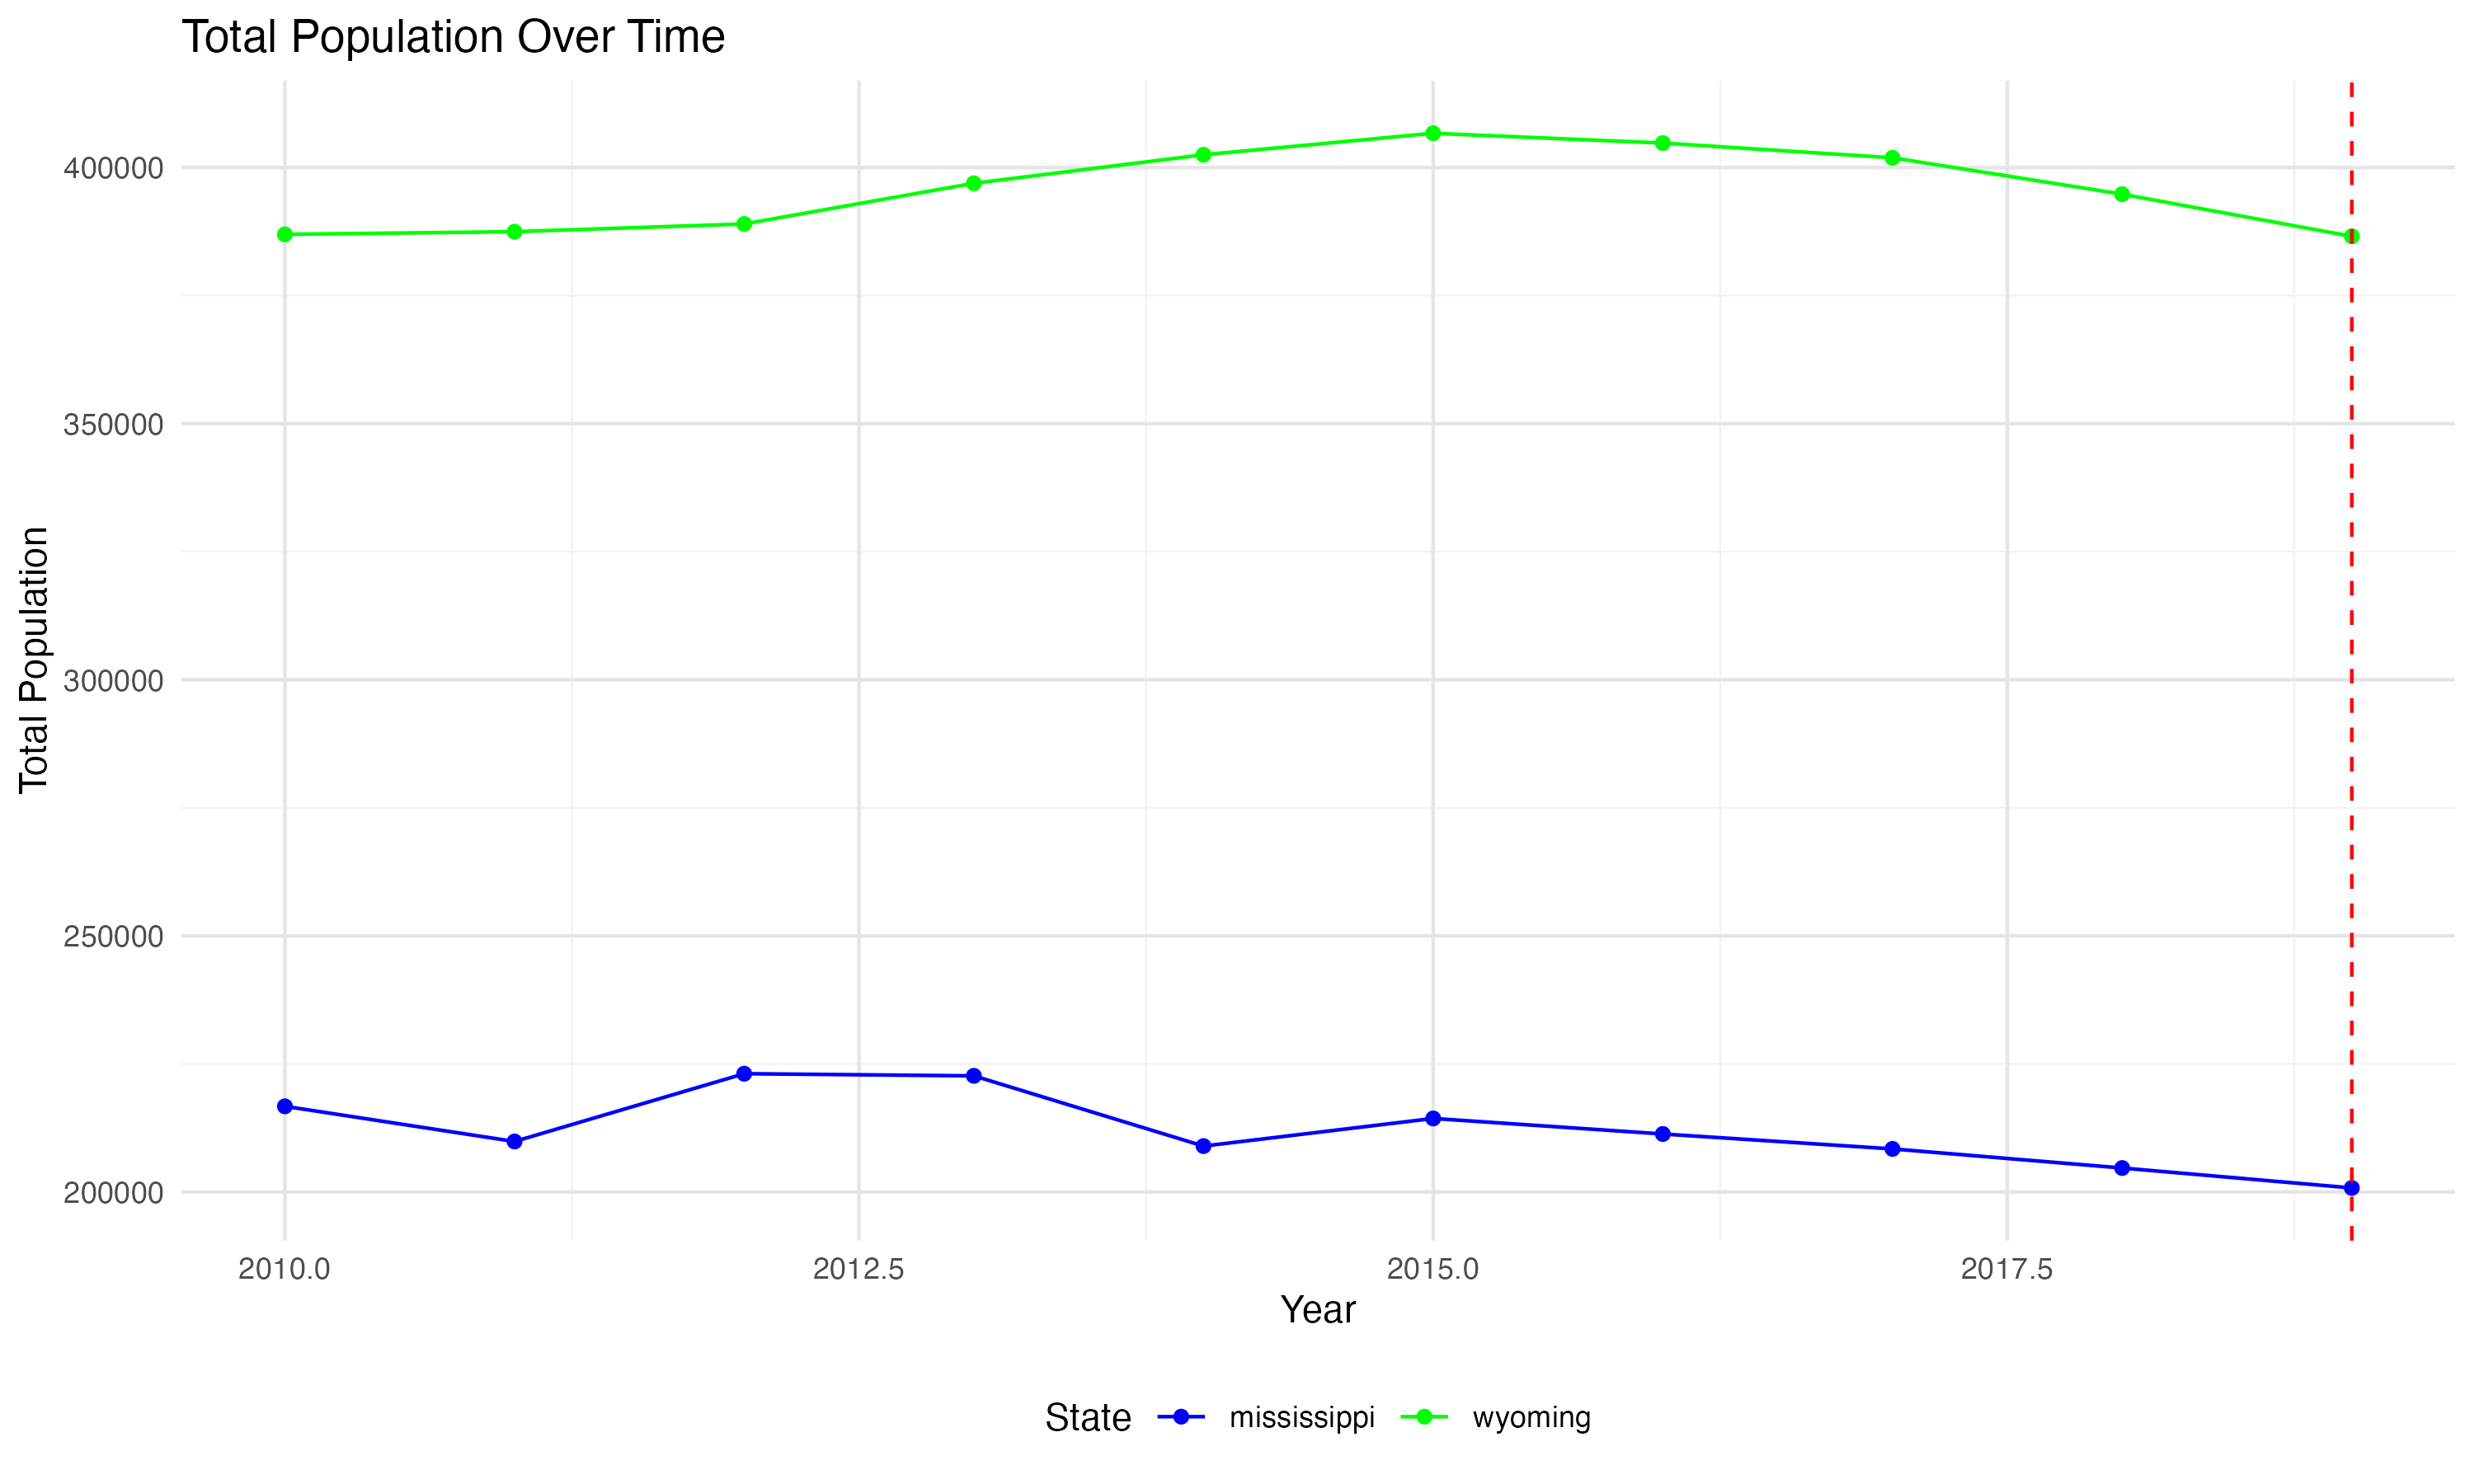 Total Population Over Time
Total Population
400000
350000
300000
250000
200000
2010.0 2012.5 2015.0 2017.5
Year
State mississippi wyoming